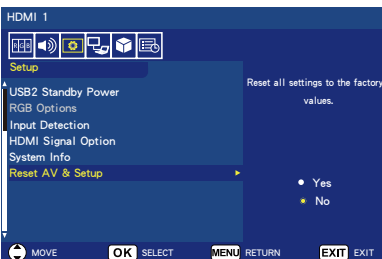 HDMI 1
RGB
Setup
USB2 Standby Power
RGB Options
Input Detection
HDMI Signal Option
System Info
Reset AV & Setup
Reset all settings to the factory
values.
Yes
No
MOVE OK SELECT MENU RETURN EXIT EXIT